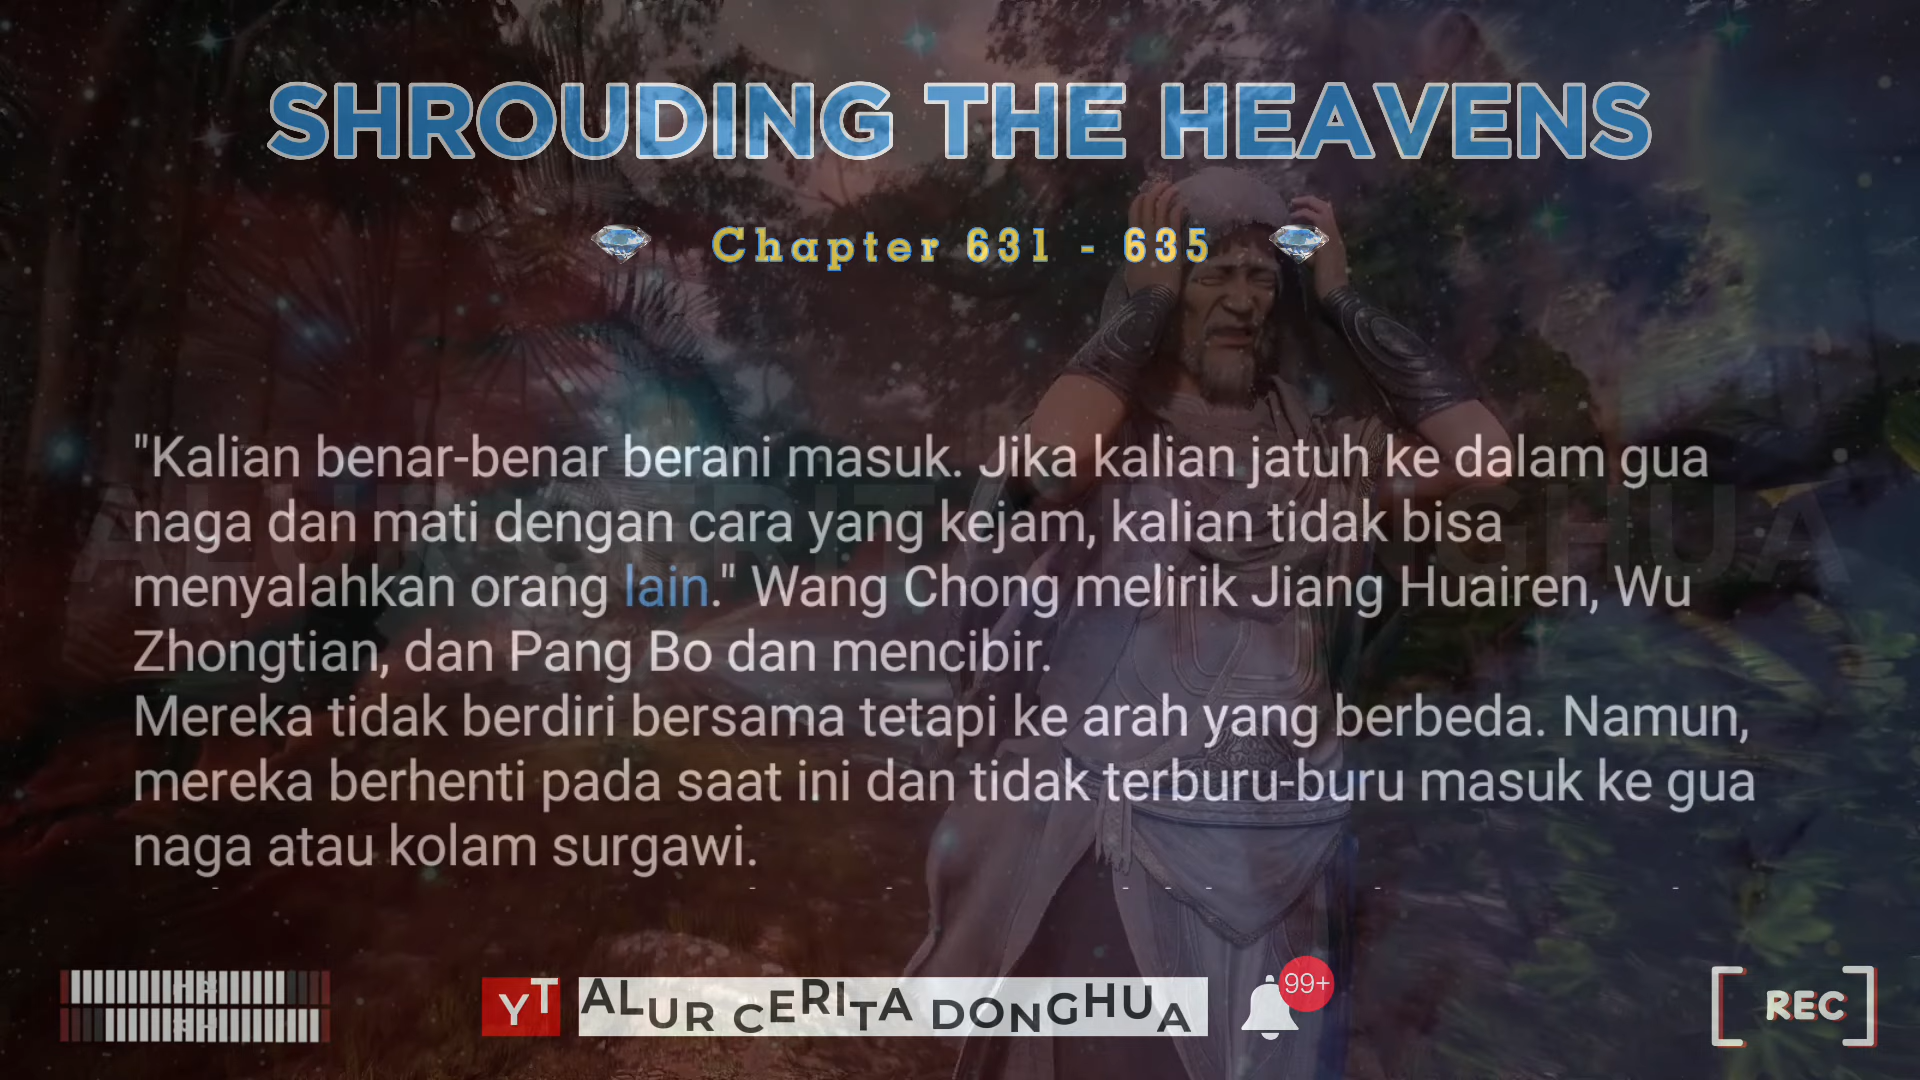 SHROUDING THE HEAVENS
Chapter 631 - 635
"Kalian benar-benar berani masuk. Jika kalian jatuh ke dalam gua
naga dan mati dengan cara yang kejam, kalian tidak bisa
menyalahkan orang lain." Wang Chong melirik Jiang Huairen, Wu
Zhongtian, dan Pang Bo dan mencibir.
Mereka tidak berdiri bersama tetapi ke arah yang berbeda. Namun,
mereka berhenti pada saat ini dan tidak terburu-buru masuk ke gua
naga atau kolam surgawi.
ALUR CERITA DONGHUA
YT ALUR CERITA DONGHUA 99+
REC